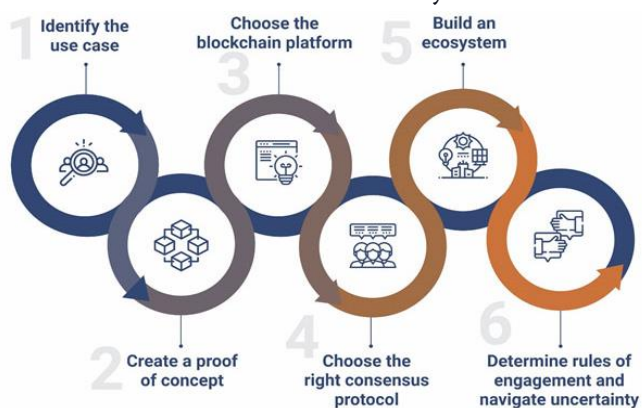 1
Identify the
use case
3
Choose the
blockchain platform
5
Build an
ecosystem
2
Create a proof
of concept
4
Choose the
right consensus
protocol
6
Determine rules of
engagement and
navigate uncertainty